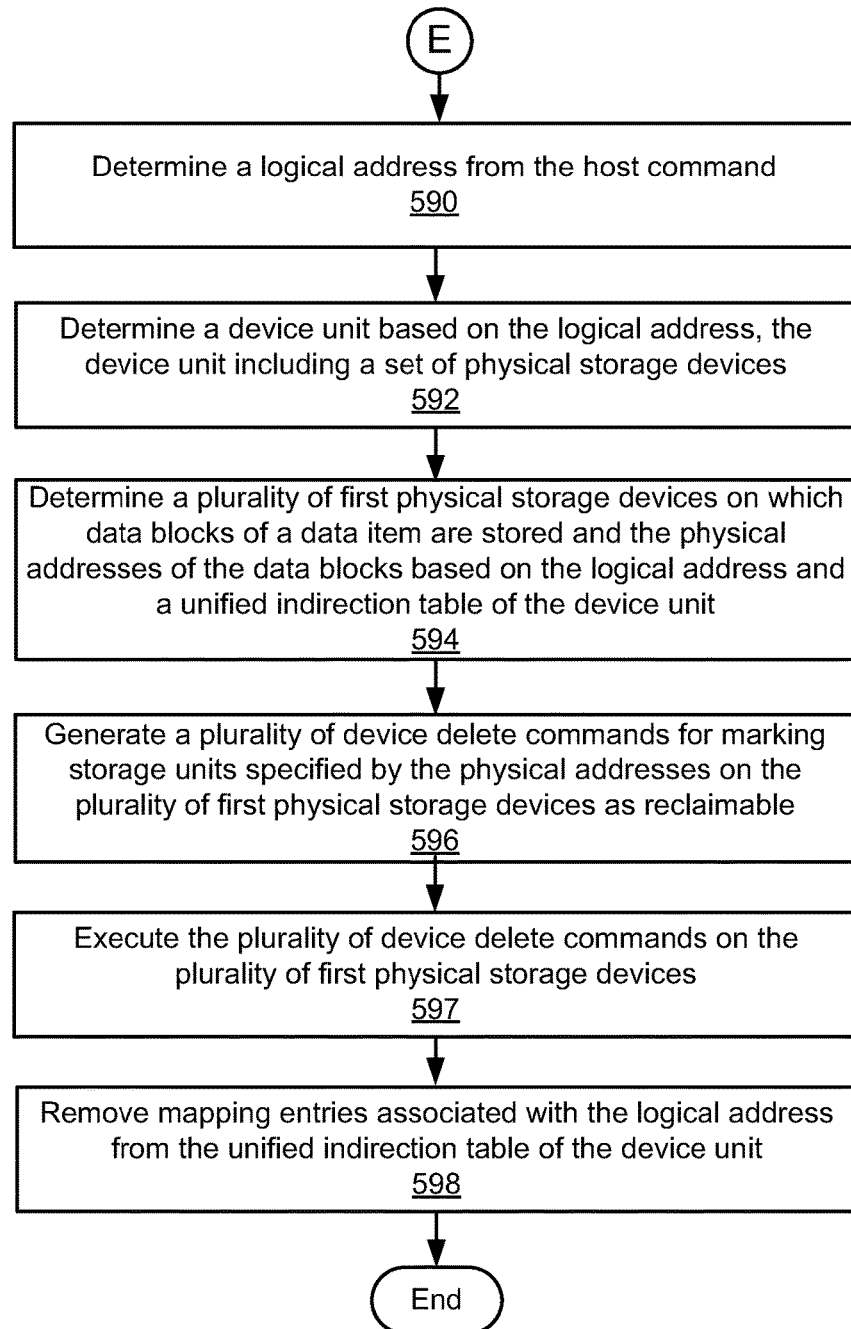 E
Determine a logical address from the host command
590
Determine a device unit based on the logical address, the
device unit including a set of physical storage devices
592
Determine a plurality of first physical storage devices on which
data blocks of a data item are stored and the physical
addresses of the data blocks based on the logical address and
a unified indirection table of the device unit
594
Generate a plurality of device delete commands for marking
storage units specified by the physical addresses on the
plurality of first physical storage devices as reclaimable
596
Execute the plurality of device delete commands on the
plurality of first physical storage devices
597
Remove mapping entries associated with the logical address
from the unified indirection table of the device unit
598
End